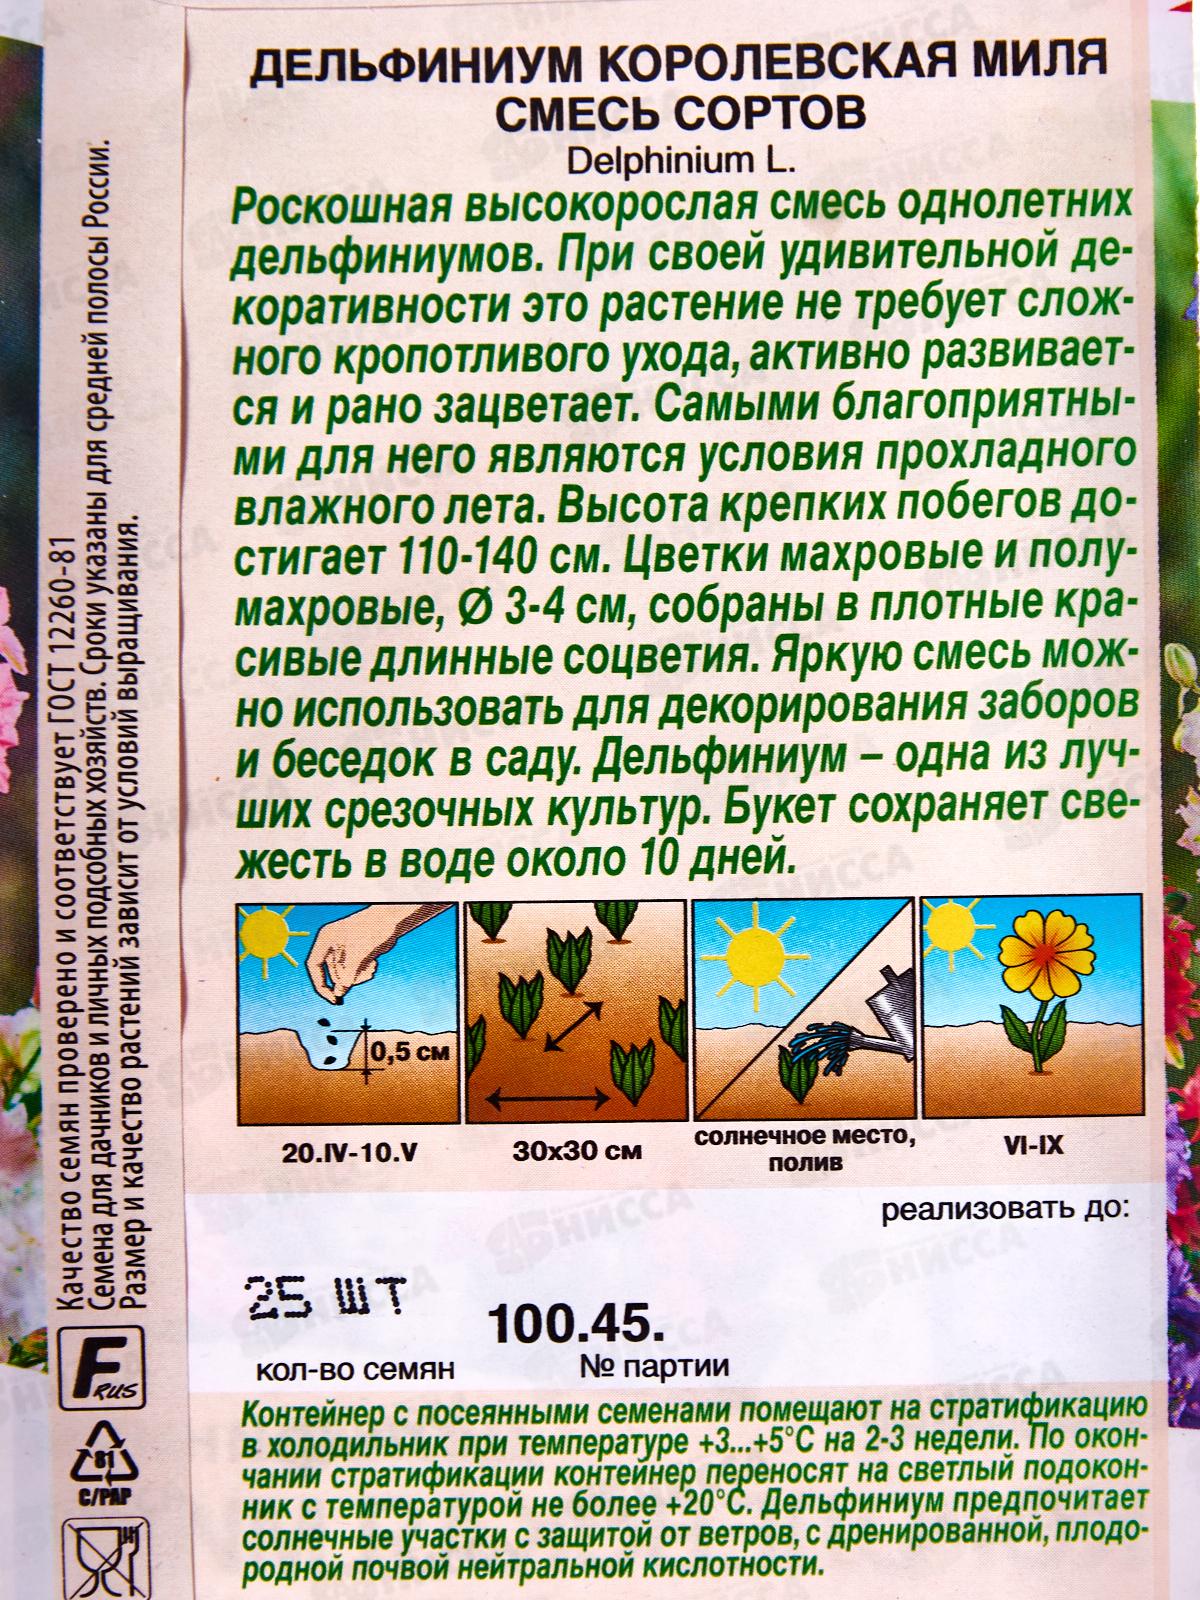 ДЕЛЬФИНИУМ КОРОЛЕВСКАЯ МИЛЯ
СМЕСЬ СОРТОВ
Delphinium L.
Роскошная высокорослая смесь однолетних
дельфиниумов. При своей удивительной де-
коративности это растение не требует слож-
ного кропотливого ухода, активно развивает-
ся и рано зацветает. Самыми благоприятны-
ми для него являются условия прохладного
влажного лета. Высота крепких побегов до-
стигает 110-140 см. Цветки махровые и полу-
махровые, Ø 3-4 см, собраны в плотные кра-
сивые длинные соцветия. Яркую смесь мож-
но использовать для декорирования заборов
и беседок в саду. Дельфиниум – одна из луч-
ших срезочных культур. Букет сохраняет све-
жесть в воде около 10 дней.
0,5 см
20.IV-10.V
30x30 см
солнечное место,
полив
VI-IX
реализовать до:
25 ШТ
100.45.
кол-во семян
№ партии
Контейнер с посеянными семенами помещают на стратификацию
в холодильник при температуре +3...+5°С на 2-3 недели. По окон-
чании стратификации контейнер переносят на светлый подокон-
ник с температурой не более +20°С. Дельфиниум предпочитает
солнечные участки с защитой от ветров, с дренированной, плодо-
родной почвой нейтральной кислотности.
Качество семян проверено и соответствует ГОСТ 12260-81
Семена для дачников и личных подсобных хозяйств. Сроки указаны для средней полосы России.
Размер и качество растений зависит от условий выращивания.
F RUS
81
C/PAP
НИССА